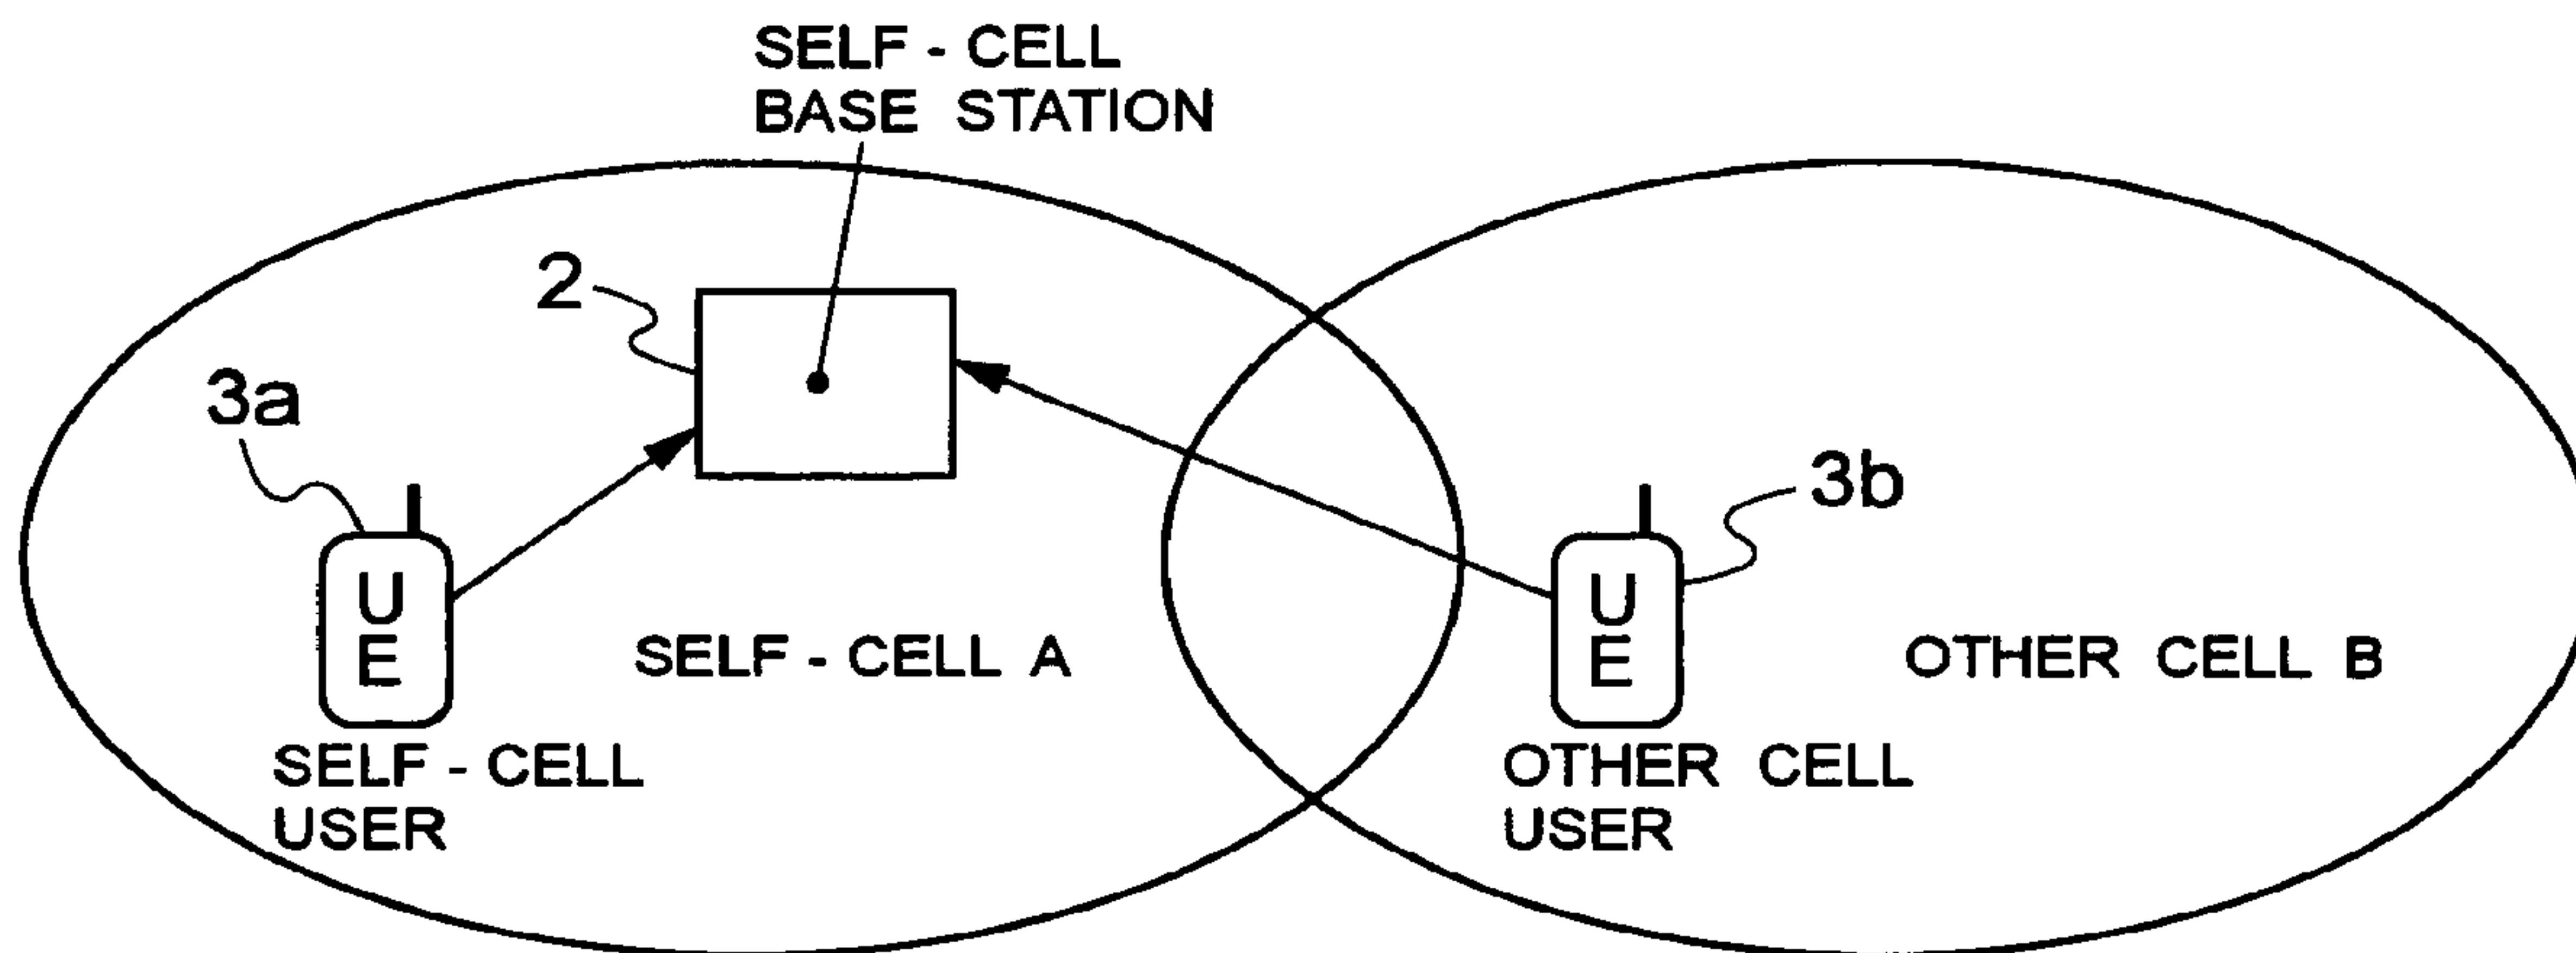 SELF - CELL
BASE STATION
2
3a
3b
U
E
U
E
SELF - CELL A
OTHER CELL B
SELF - CELL
USER
OTHER CELL
USER